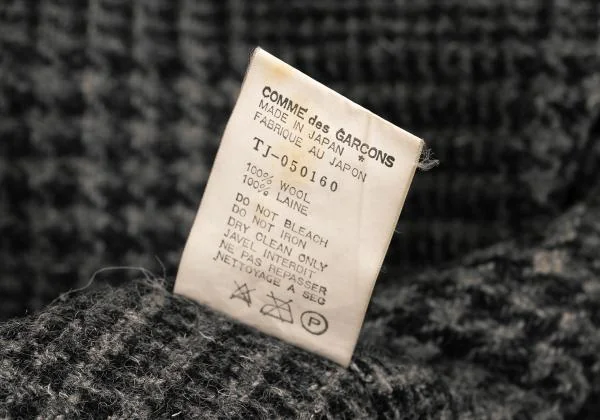 COMME des GARÇONS
MADE IN JAPAN *
FABRIQUE AU JAPON
TJ-050160
100% WOOL
100% LAINE
DO NOT BLEACH
DO NOT IRON
DRY CLEAN ONLY
JAVEL INTERDIT
NE PAS REPASSER
NETTOYAGE A SEC
P